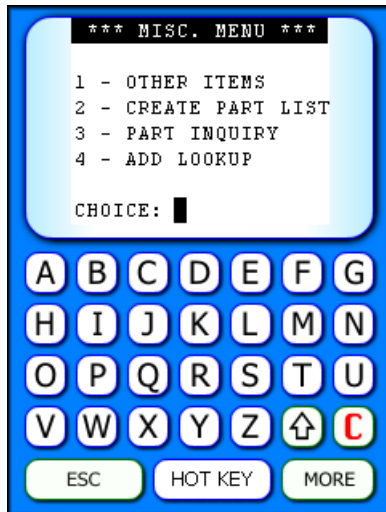 *** MISC. MENU ***
1 - OTHER ITEMS
2 - CREATE PART LIST
3 - PART INQUIRY
4 - ADD LOOKUP
CHOICE:
A B C D E F G
H I J K L M N
O P Q R S T U
V W X Y Z C
ESC HOT KEY MORE